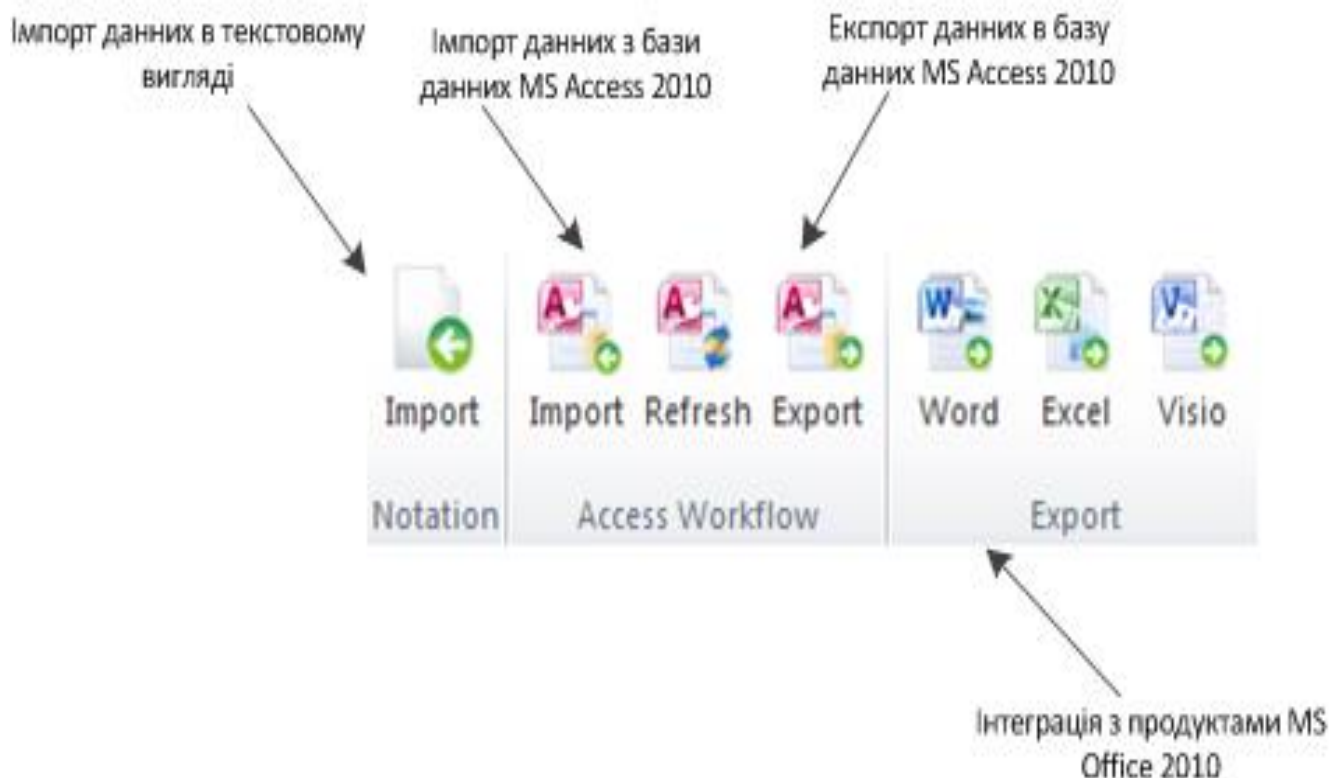 Імпорт данних в текстовому
вигляді
Імпорт данних з бази
данних MS Access 2010
Експорт данних в базу
данних MS Access 2010
Import
Import Refresh Export
Word Excel Visio
Notation
Access Workflow
Export
Інтеграція з продуктами MS
Office 2010